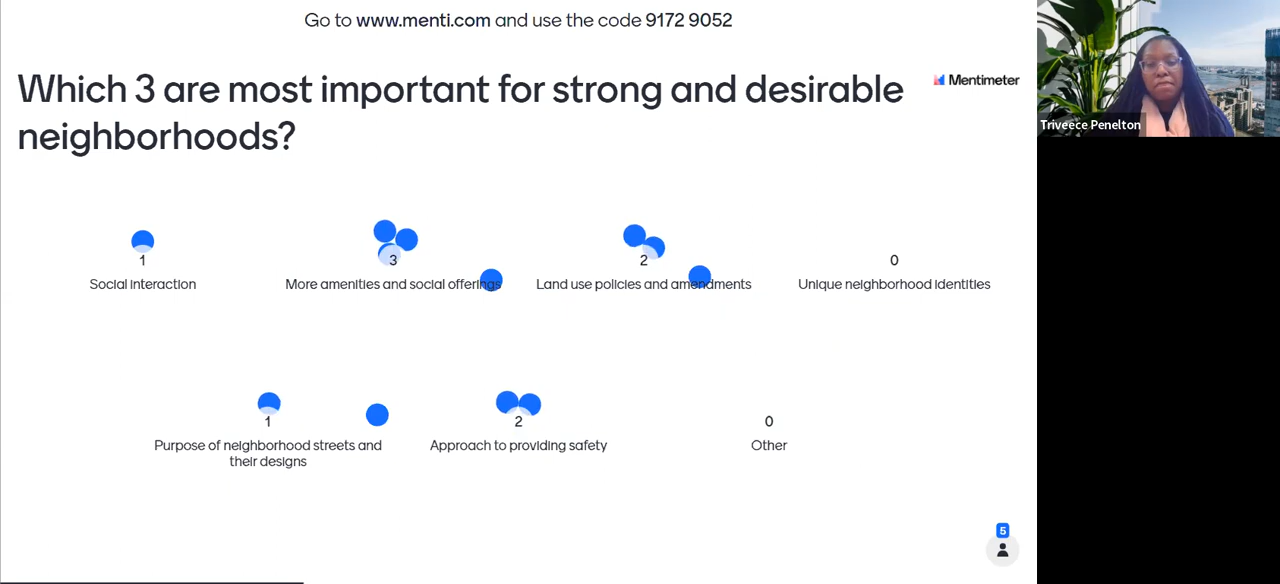 Go to www.menti.com and use the code 9172 9052
Which 3 are most important for strong and desirable
neighborhoods?
Mentimeter
Triveece Penelton
1
Social interaction
3
More amenities and social offerings
2
Land use policies and amendments
0
Unique neighborhood identities
1
Purpose of neighborhood streets and
their designs
2
Approach to providing safety
0
Other
5